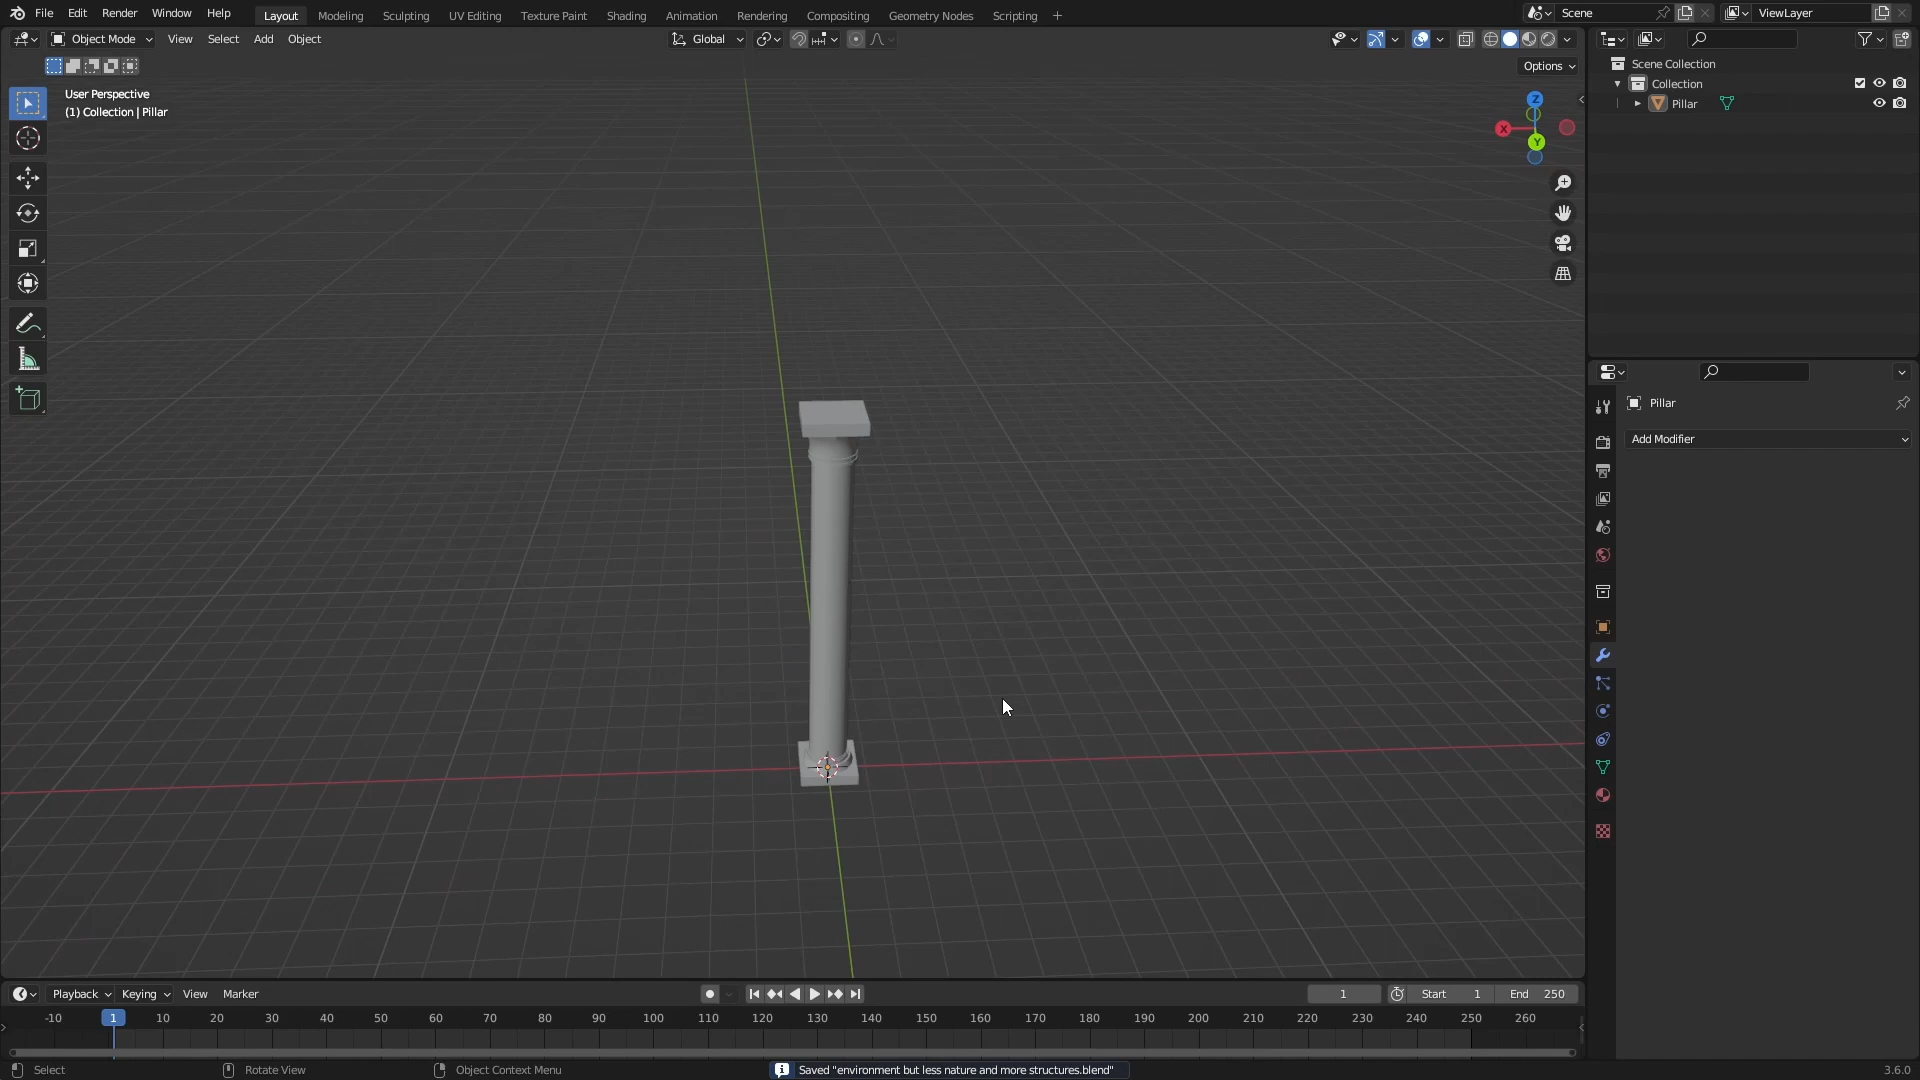 File Edit Render Window Help Layout Modeling Sculpting UV Editing Texture Paint Shading Animation Rendering Compositing Geometry Nodes Scripting + Scene ViewLayer
Object Mode View Select Add Object Global
Options
User Perspective
(1) Collection | Pillar
Z
X
Y
Scene Collection
Collection
Pillar
Pillar
Add Modifier
Playback Keying View Marker 1 Start 1 End 250
-10 1 10 20 30 40 50 60 70 80 90 100 110 120 130 140 150 160 170 180 190 200 210 220 230 240 250 260
Select Rotate View Object Context Menu Saved "environment but less nature and more structures.blend" 3.6.0